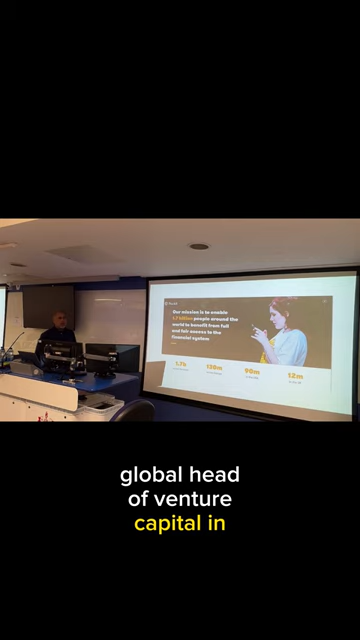 Our mission is to enable
1.7 billion people around the
world to benefit from full
and fair access to the
financial system
1.7b
130m
90m
12m
global head
of venture
capital in